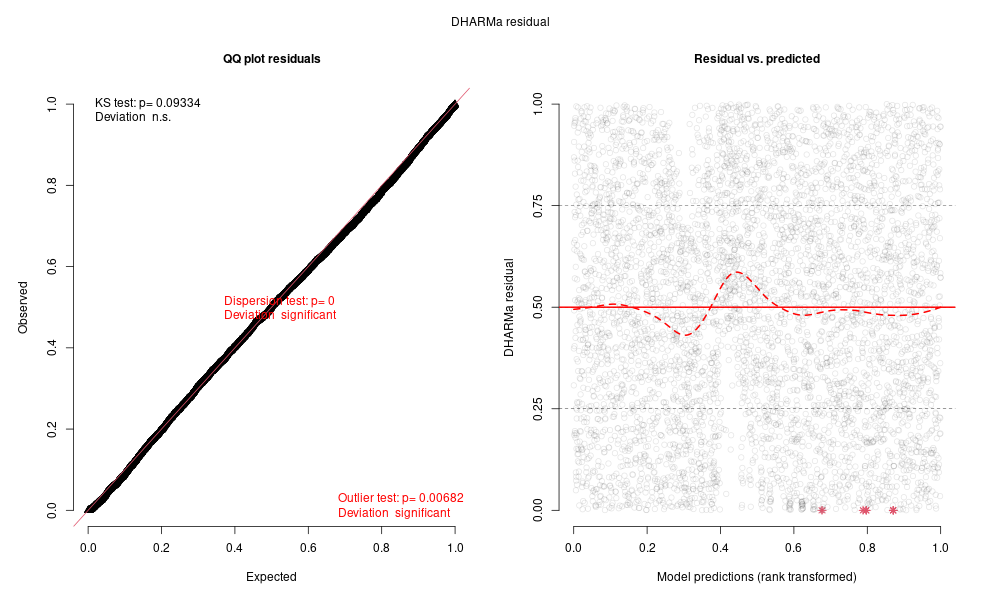 DHARMa residual
QQ plot residuals
KS test: p= 0.09334
Deviation n.s.
Dispersion test: p= 0
Deviation significant
Outlier test: p= 0.00682
Deviation significant
Observed
0.0
0.2
0.4
0.6
0.8
1.0
0.0
0.2
0.4
0.6
0.8
1.0
Expected
Residual vs. predicted
DHARMa residual
0.00
0.25
0.50
0.75
1.00
0.0
0.2
0.4
0.6
0.8
1.0
Model predictions (rank transformed)